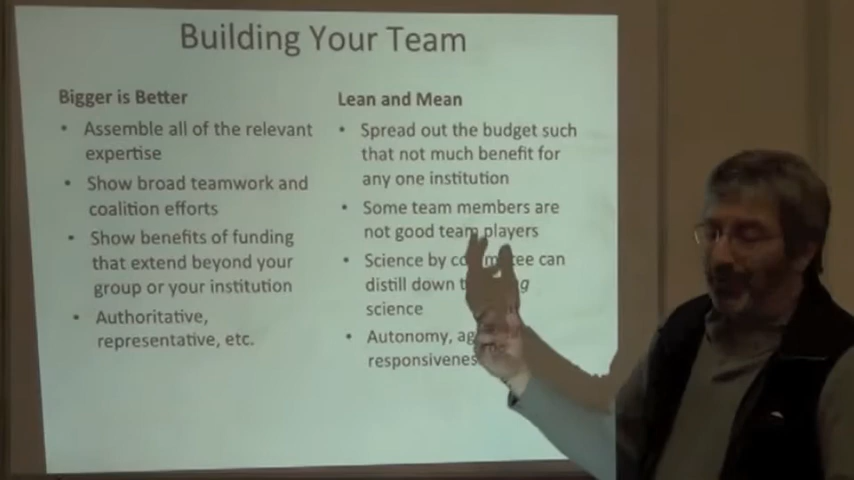 Building Your Team
Bigger is Better
• Assemble all of the relevant
expertise
• Show broad teamwork and
coalition efforts
• Show benefits of funding
that extend beyond your
group or your institution
• Authoritative,
representative, etc.
Lean and Mean
• Spread out the budget such
that not much benefit for
any one institution
• Some team members are
not good team players
• Science by can
distill down
science
• Autonomy,